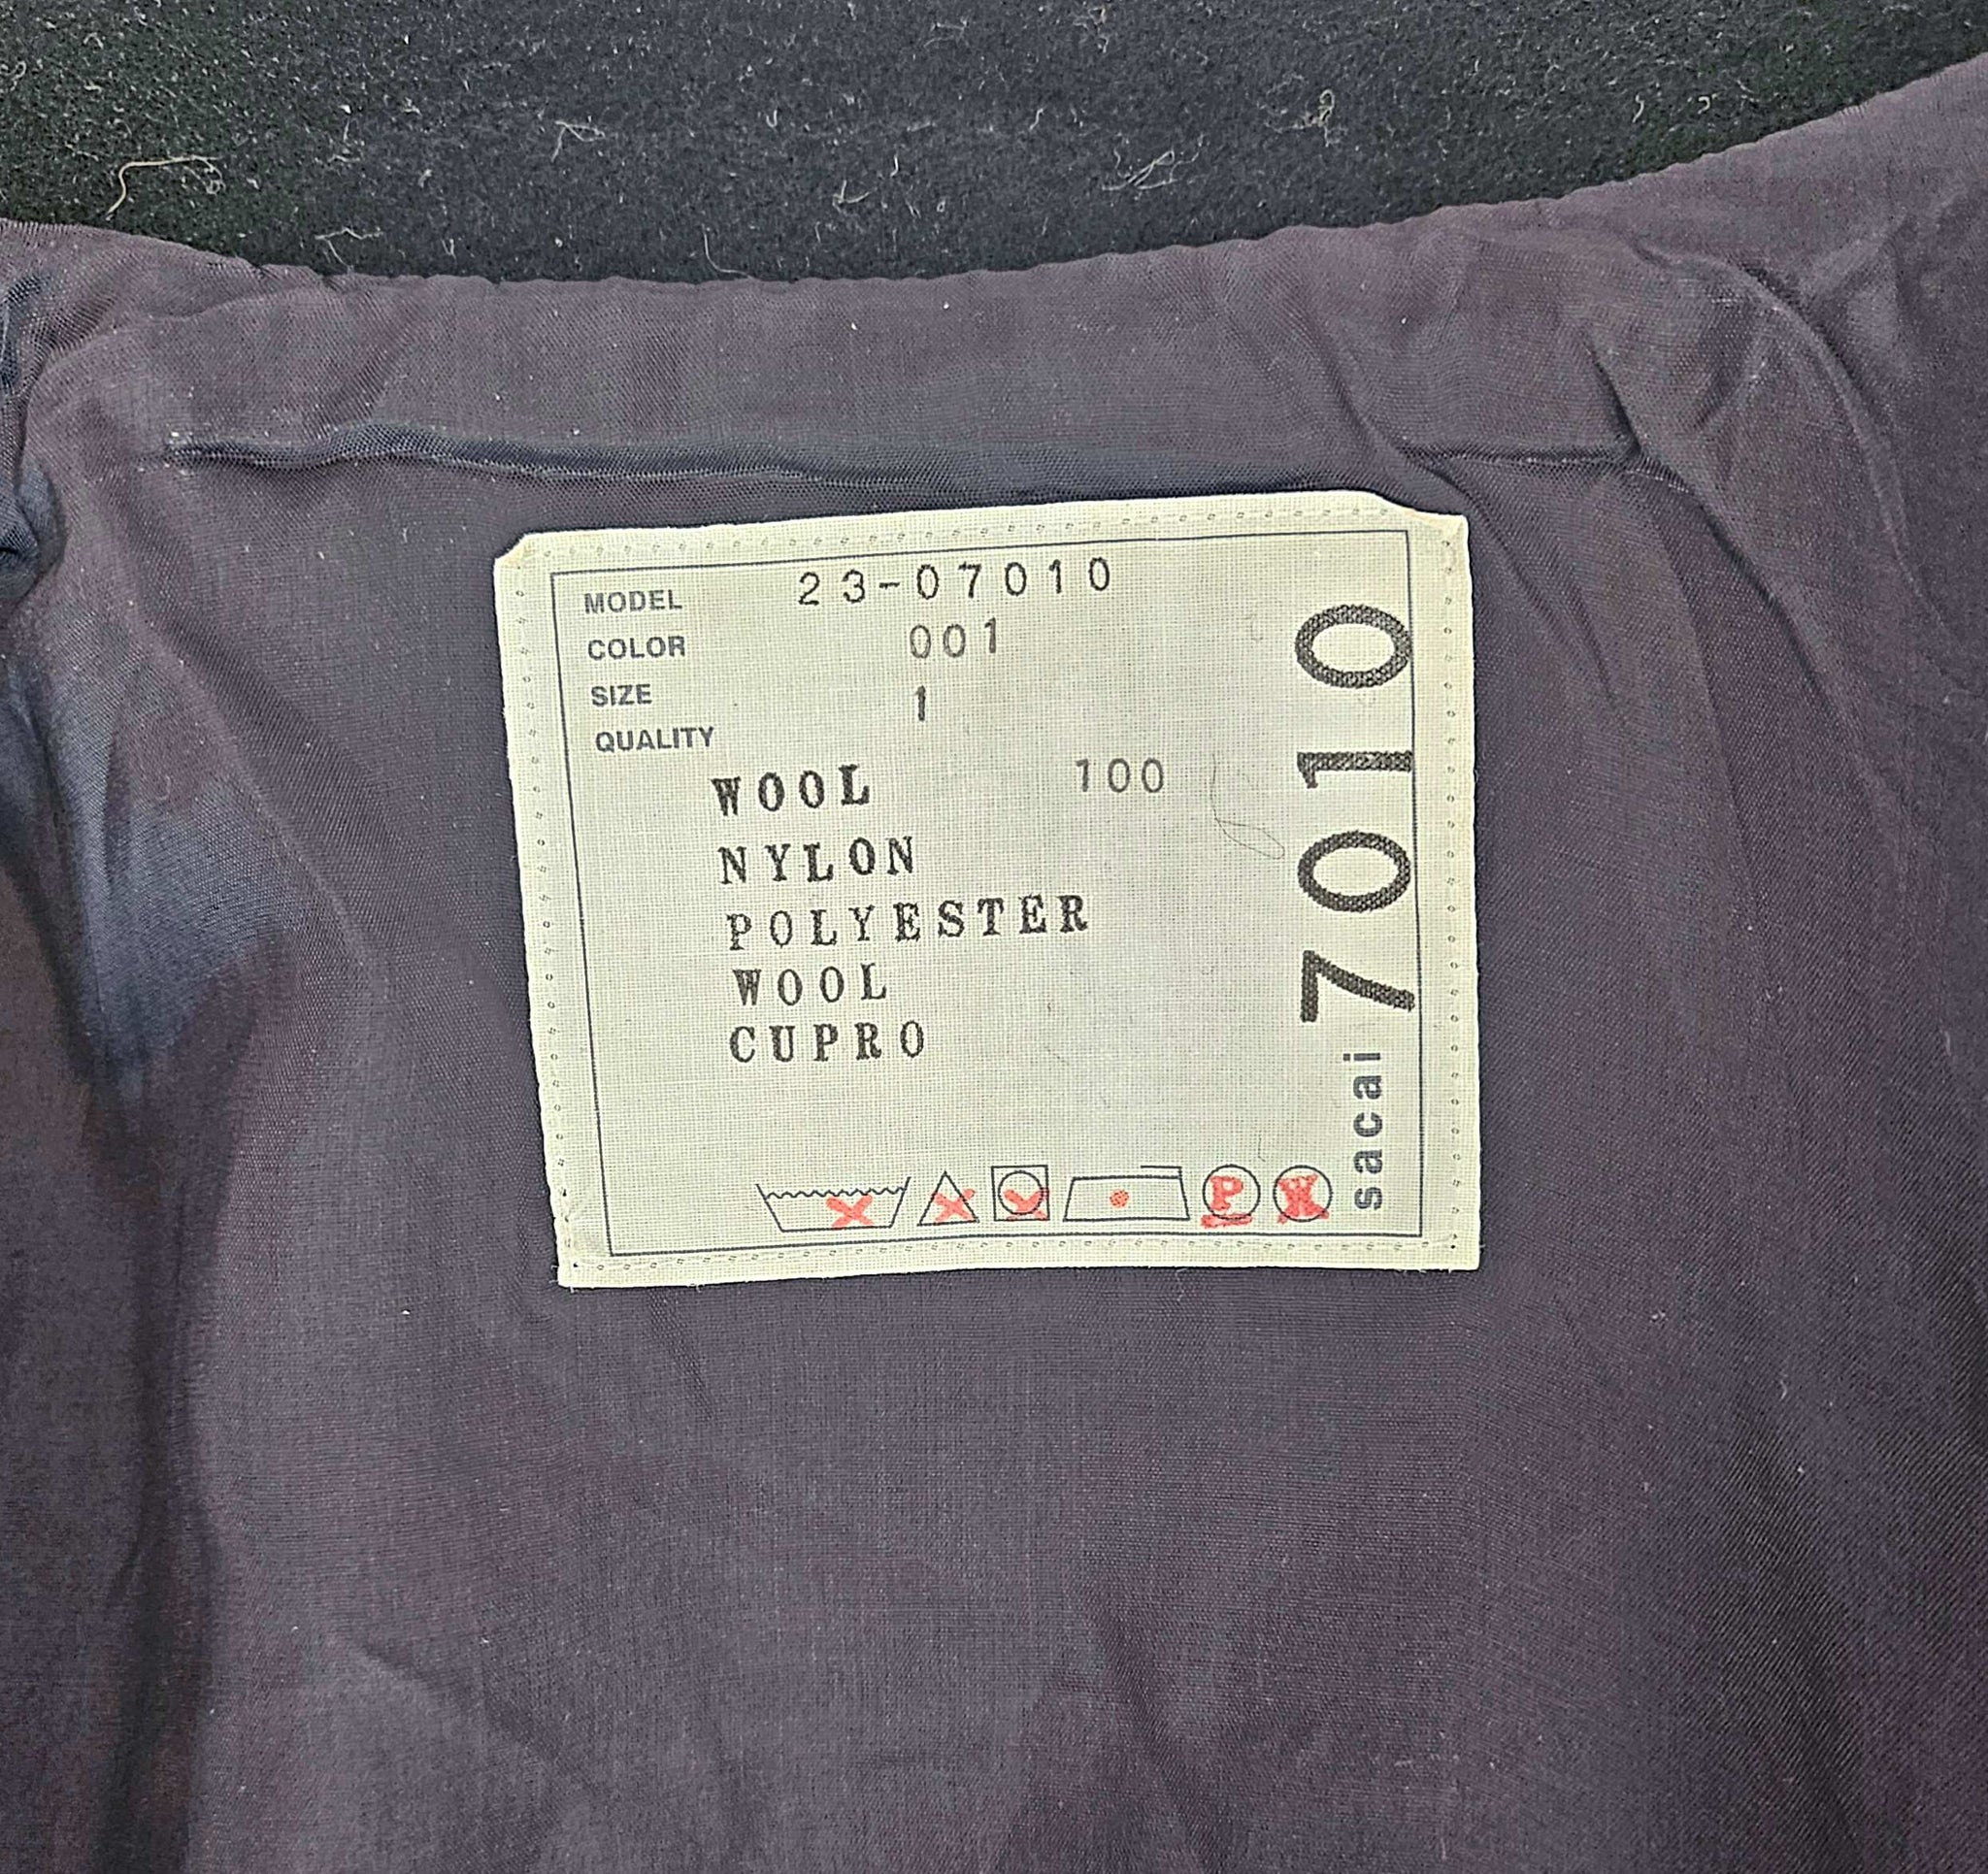 MODEL 23-07010
COLOR 001
SIZE 1
QUALITY
WOOL 100
NYLON
POLYESTER
WOOL
CUPRO
P
W
sacai 7010